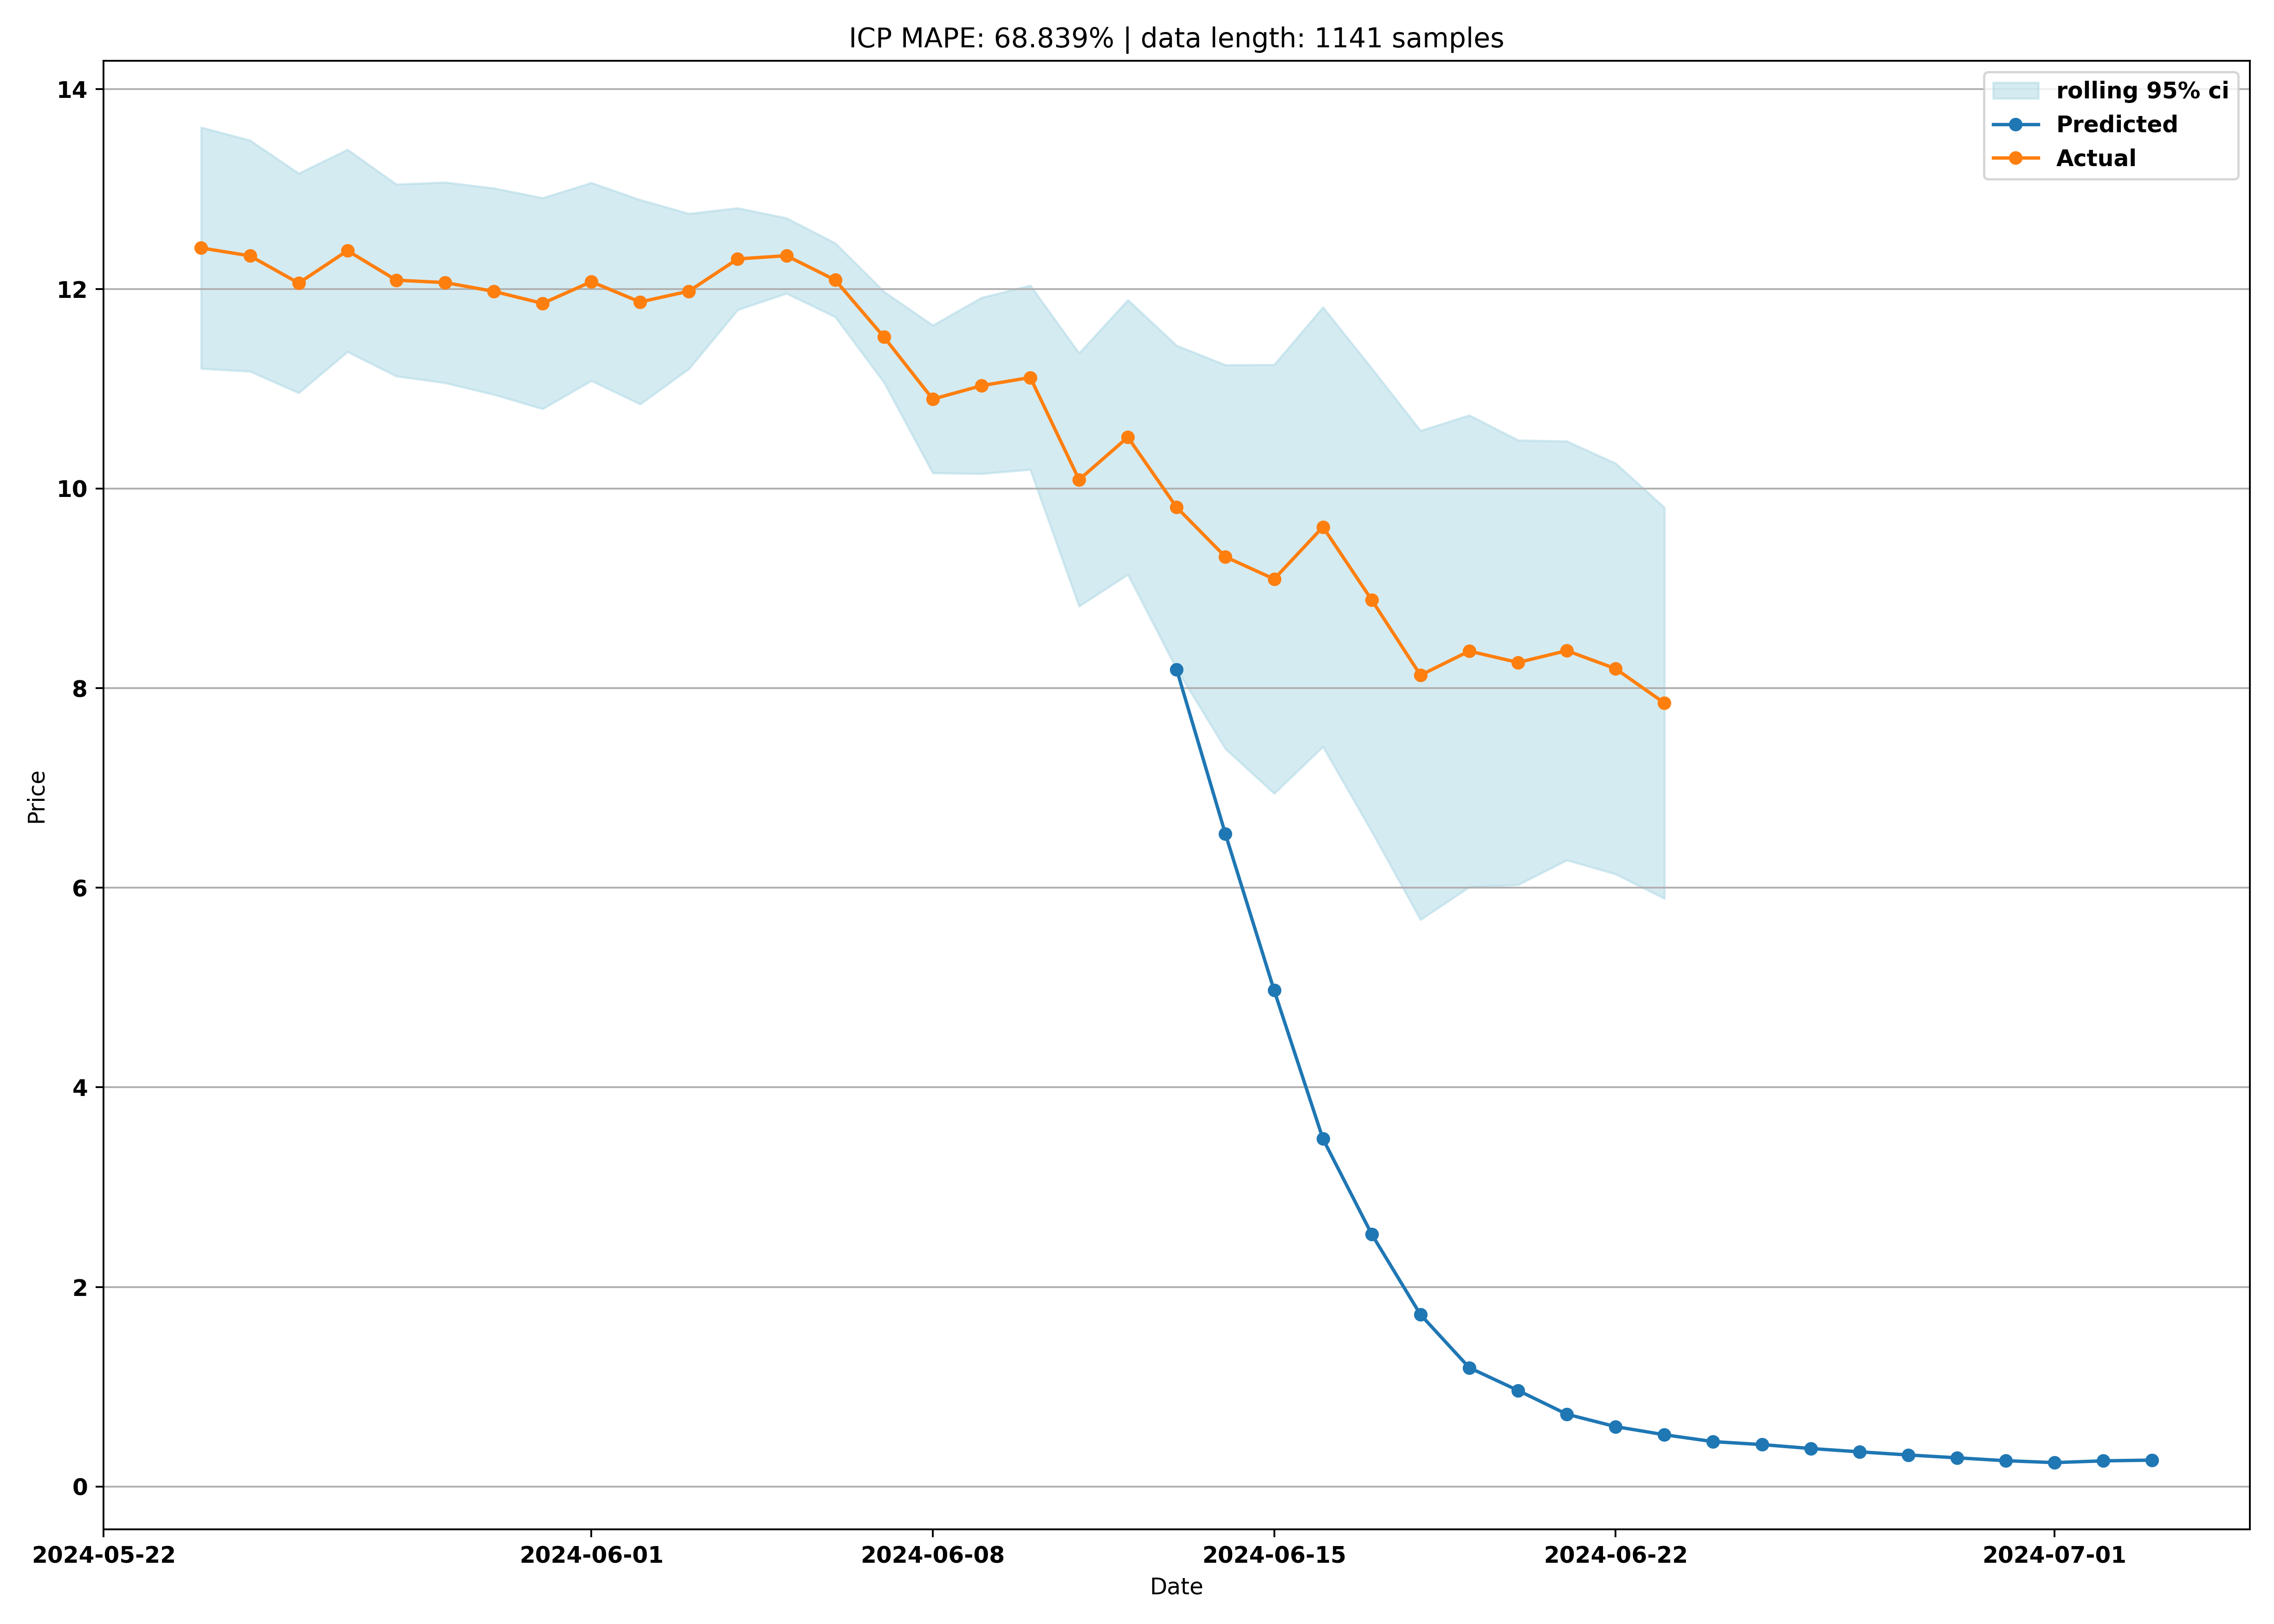 ICP MAPE: 68.839% | data length: 1141 samples
rolling 95% ci
Predicted
Actual
14
12
10
8
6
4
2
0
Price
2024-05-22
2024-06-01
2024-06-08
2024-06-15
2024-06-22
2024-07-01
Date